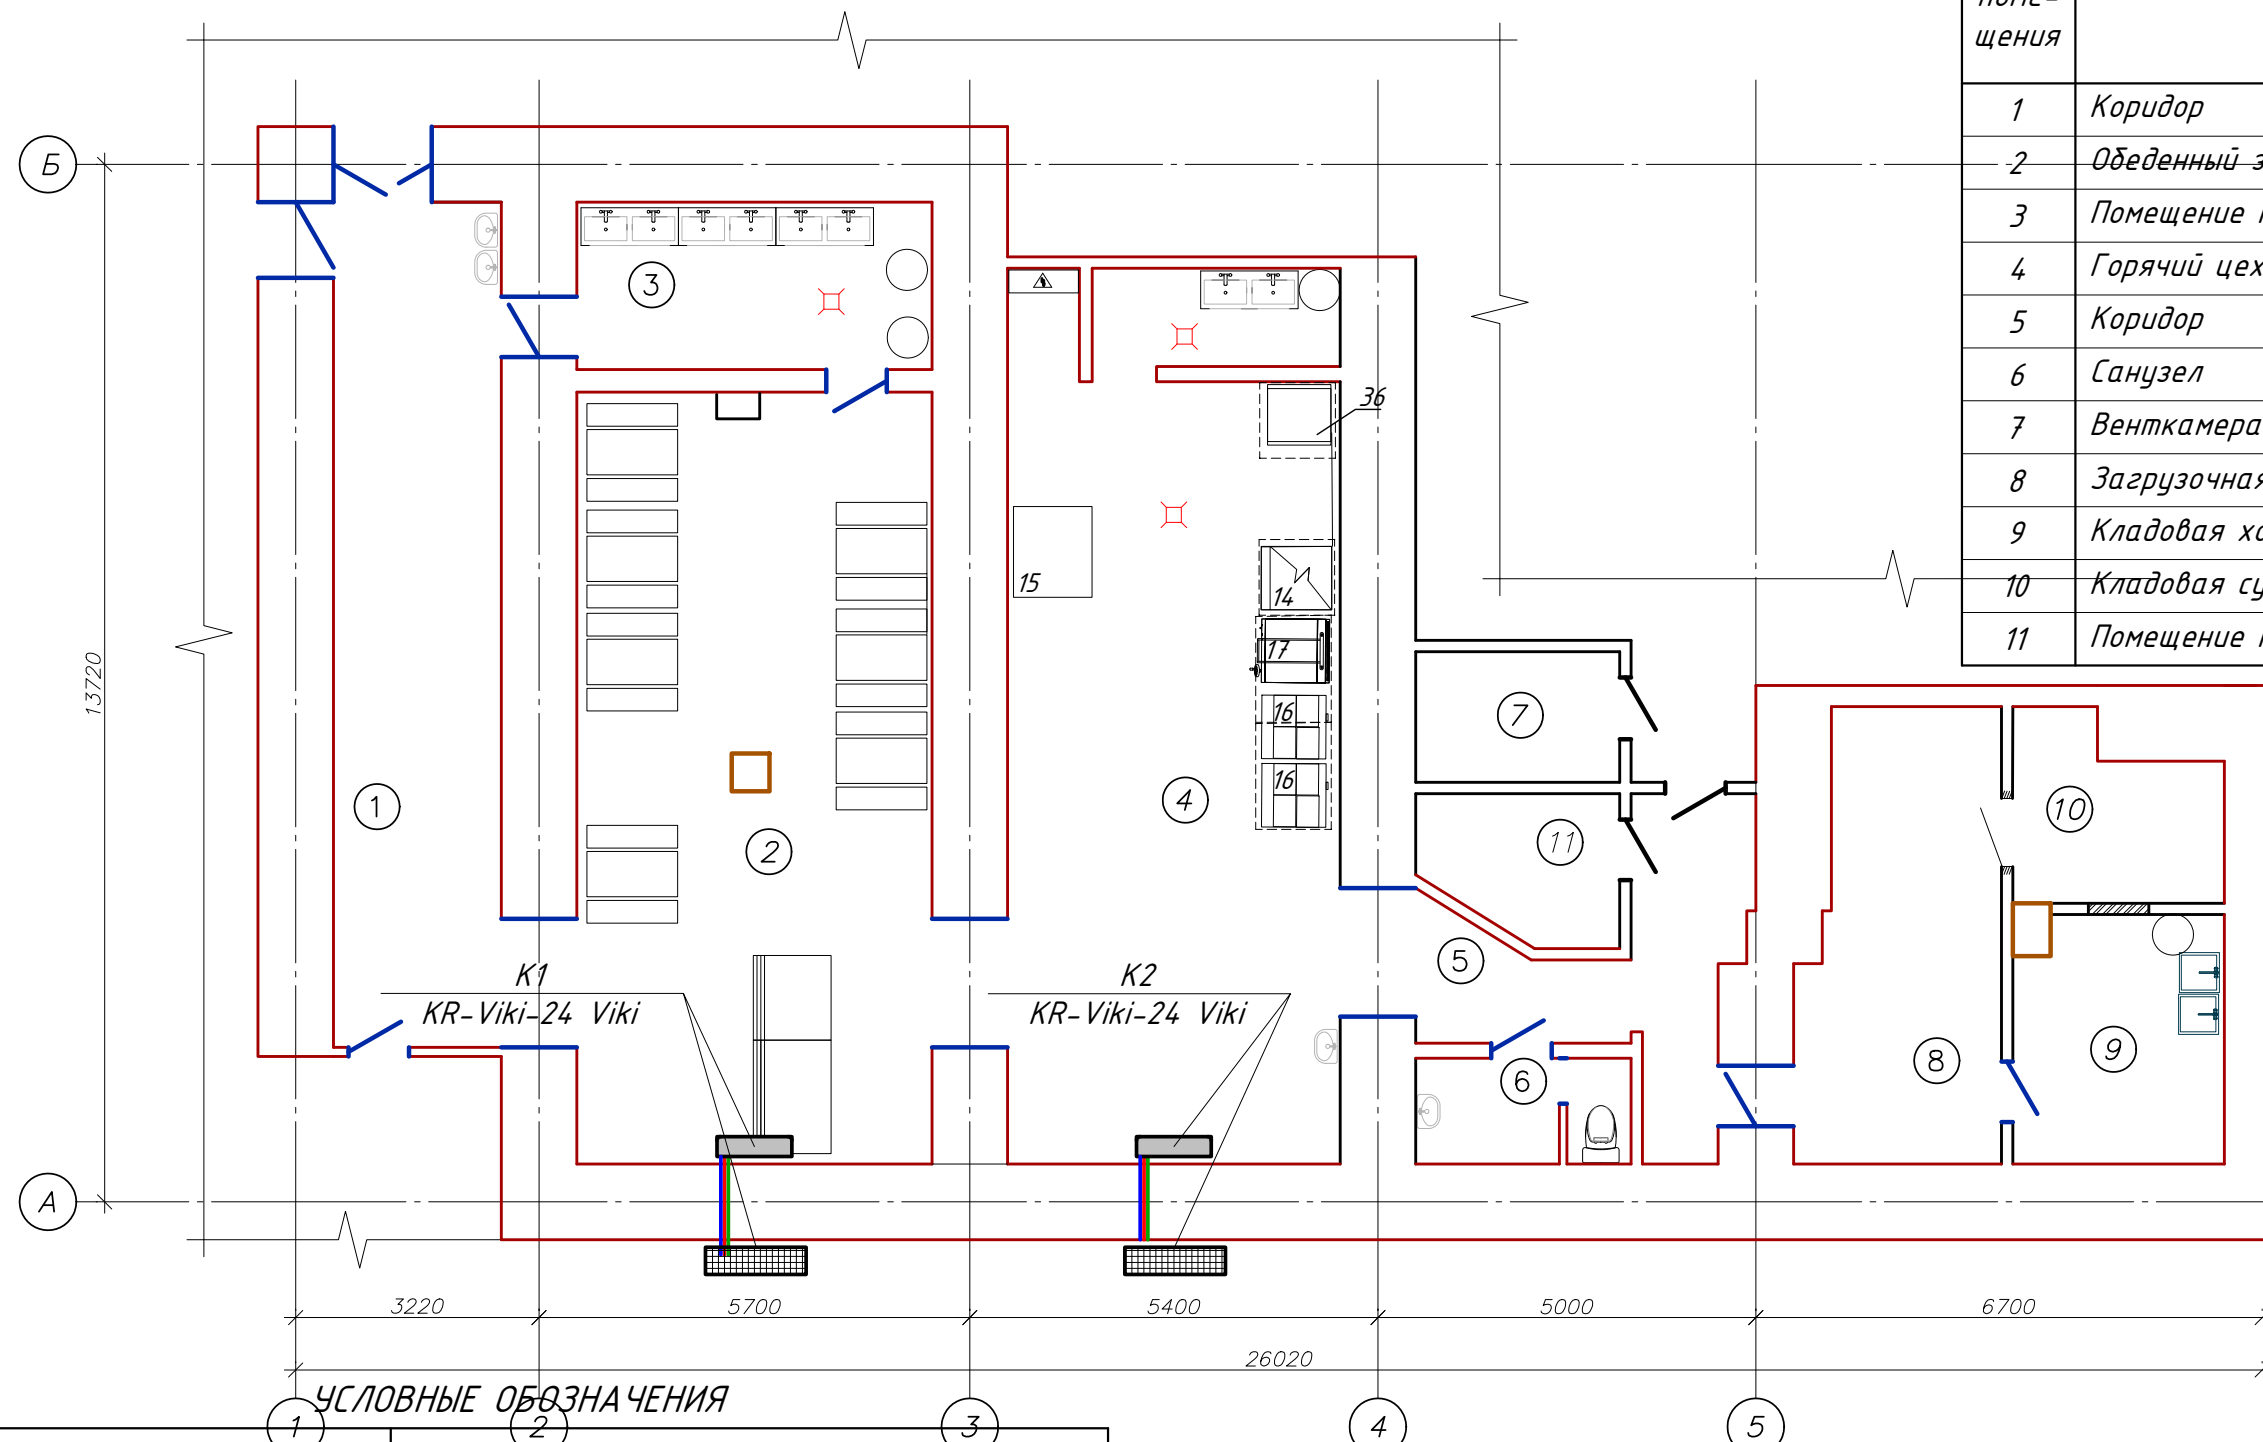 поме-
щения
1 Коридор
2 Обеденный
3 Помещение
4 Горячий цех
5 Коридор
6 Санузел
7 Венткамера
8 Загрузочная
9 Кладовая
10 Кладовая
11 Помещение
Б
3
36
15
14
17
16
16
7
13720
1
2
4
11
10
5
К1
KR-Viki-24 Viki
К2
KR-Viki-24 Viki
6
8
9
А
3220 5700 5400 5000 6700
26020
УСЛОВНЫЕ ОБОЗНАЧЕНИЯ
1 2 3 4 5